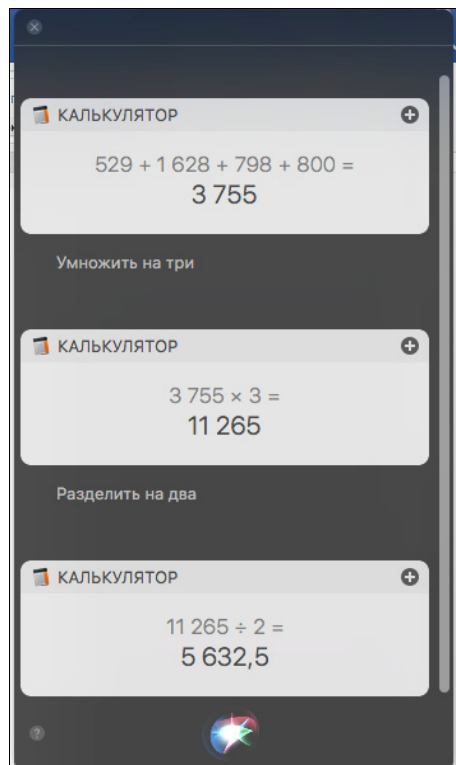 КАЛЬКУЛЯТОР
529 + 1 628 + 798 + 800 =
3 755
Умножить на три
КАЛЬКУЛЯТОР
3 755 × 3 =
11 265
Разделить на два
КАЛЬКУЛЯТОР
11 265 ÷ 2 =
5 632,5
?